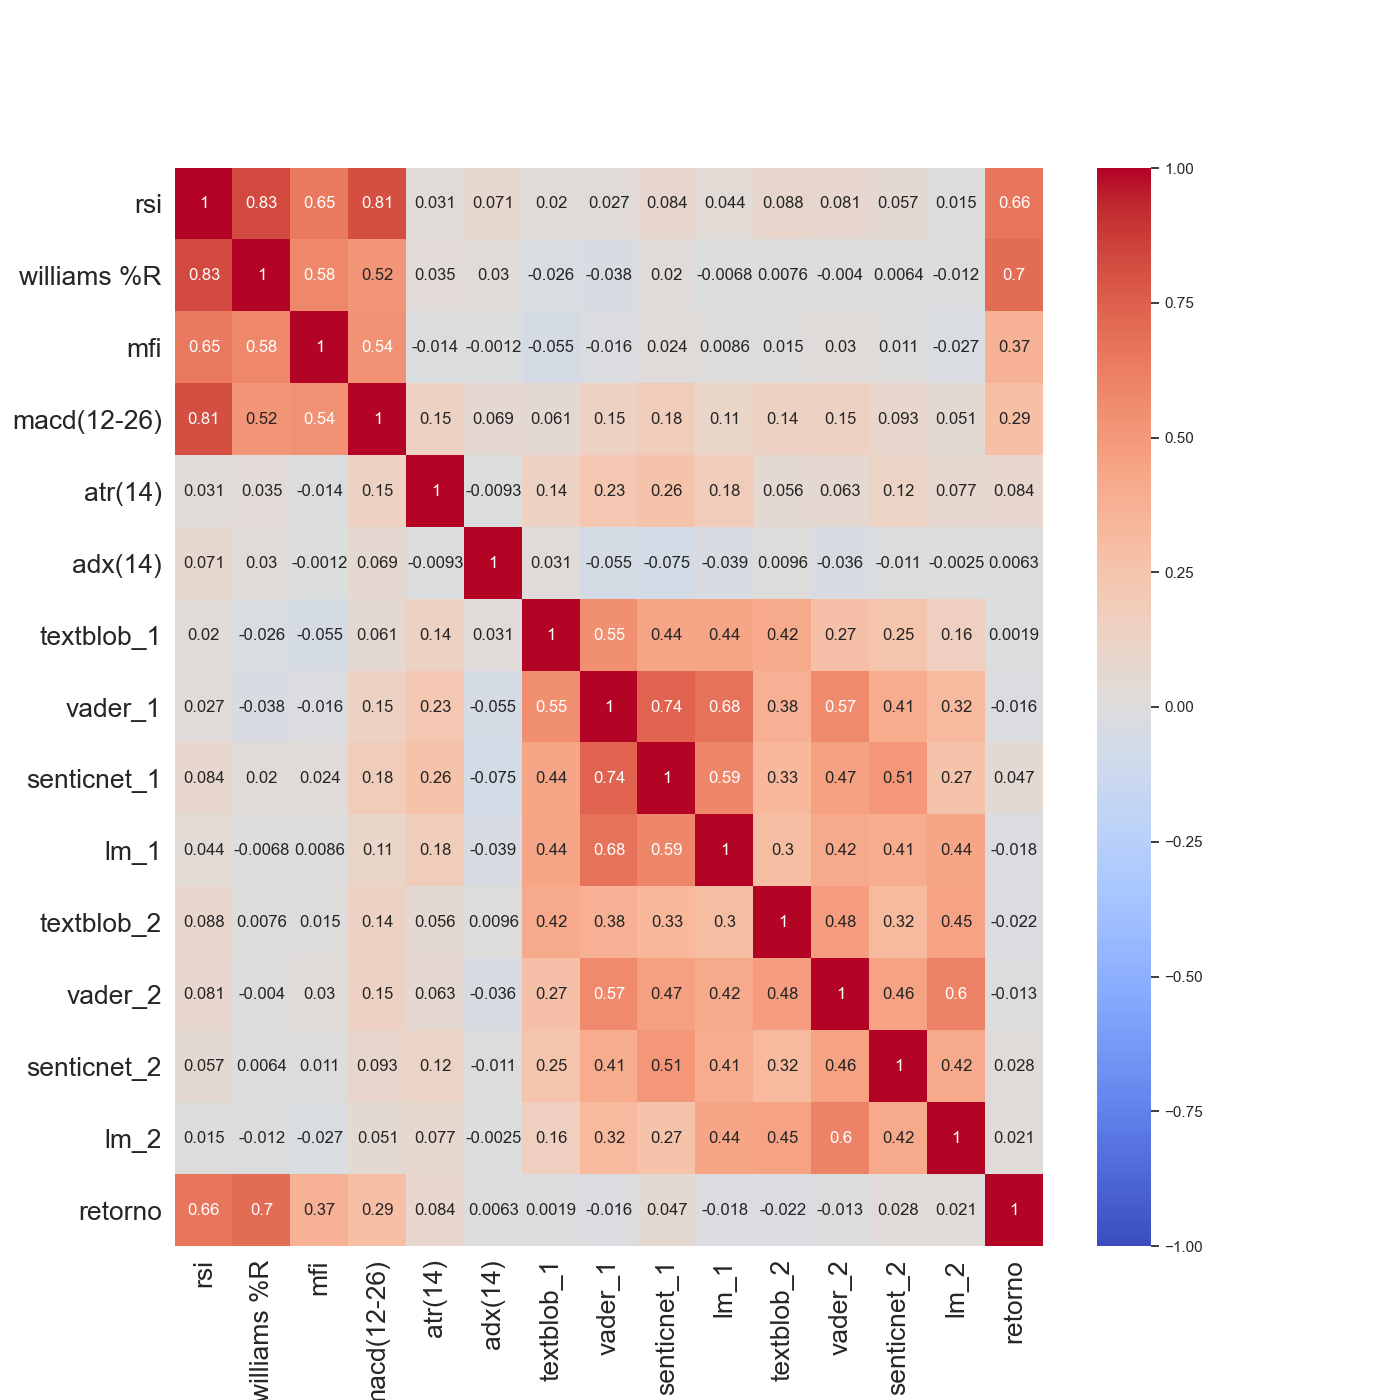 rsi 1 0.83 0.65 0.81 0.031 0.071 0.02 0.027 0.084 0.044 0.088 0.081 0.057 0.015 0.66
williams %R 0.83 1 0.58 0.52 0.035 0.03 -0.026 -0.038 0.02 -0.0068 0.0076 -0.004 0.0064 -0.012 0.7
mfi 0.65 0.58 1 0.54 -0.014 -0.0012 -0.055 -0.016 0.024 0.0086 0.015 0.03 0.011 -0.027 0.37
macd(12-26) 0.81 0.52 0.54 1 0.15 0.069 0.061 0.15 0.18 0.11 0.14 0.15 0.093 0.051 0.29
atr(14) 0.031 0.035 -0.014 0.15 1 -0.0093 0.14 0.23 0.26 0.18 0.056 0.063 0.12 0.077 0.084
adx(14) 0.071 0.03 -0.0012 0.069 -0.0093 1 0.031 -0.055 -0.075 -0.039 0.0096 -0.036 -0.011 -0.0025 0.0063
textblob_1 0.02 -0.026 -0.055 0.061 0.14 0.031 1 0.55 0.44 0.44 0.42 0.27 0.25 0.16 0.0019
vader_1 0.027 -0.038 -0.016 0.15 0.23 -0.055 0.55 1 0.74 0.68 0.38 0.57 0.41 0.32 -0.016
senticnet_1 0.084 0.02 0.024 0.18 0.26 -0.075 0.44 0.74 1 0.59 0.33 0.47 0.51 0.27 0.047
lm_1 0.044 -0.0068 0.0086 0.11 0.18 -0.039 0.44 0.68 0.59 1 0.3 0.42 0.41 0.44 -0.018
textblob_2 0.088 0.0076 0.015 0.14 0.056 0.0096 0.42 0.38 0.33 0.3 1 0.48 0.32 0.45 -0.022
vader_2 0.081 -0.004 0.03 0.15 0.063 -0.036 0.27 0.57 0.47 0.42 0.48 1 0.46 0.6 -0.013
senticnet_2 0.057 0.0064 0.011 0.093 0.12 -0.011 0.25 0.41 0.51 0.41 0.32 0.46 1 0.42 0.028
lm_2 0.015 -0.012 -0.027 0.051 0.077 -0.0025 0.16 0.32 0.27 0.44 0.45 0.6 0.42 1 0.021
retorno 0.66 0.7 0.37 0.29 0.084 0.0063 0.0019 -0.016 0.047 -0.018 -0.022 -0.013 0.028 0.021 1
rsi
williams %R
mfi
macd(12-26)
atr(14)
adx(14)
textblob_1
vader_1
senticnet_1
lm_1
textblob_2
vader_2
senticnet_2
lm_2
retorno
1.00
0.75
0.50
0.25
0.00
−0.25
−0.50
−0.75
−1.00